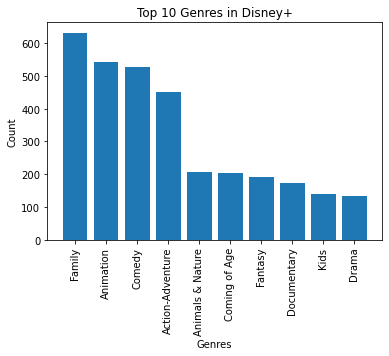 Top 10 Genres in Disney+
Count
600
500
400
300
200
100
0
Family
Animation
Comedy
Action-Adventure
Animals & Nature
Coming of Age
Fantasy
Documentary
Kids
Drama
Genres